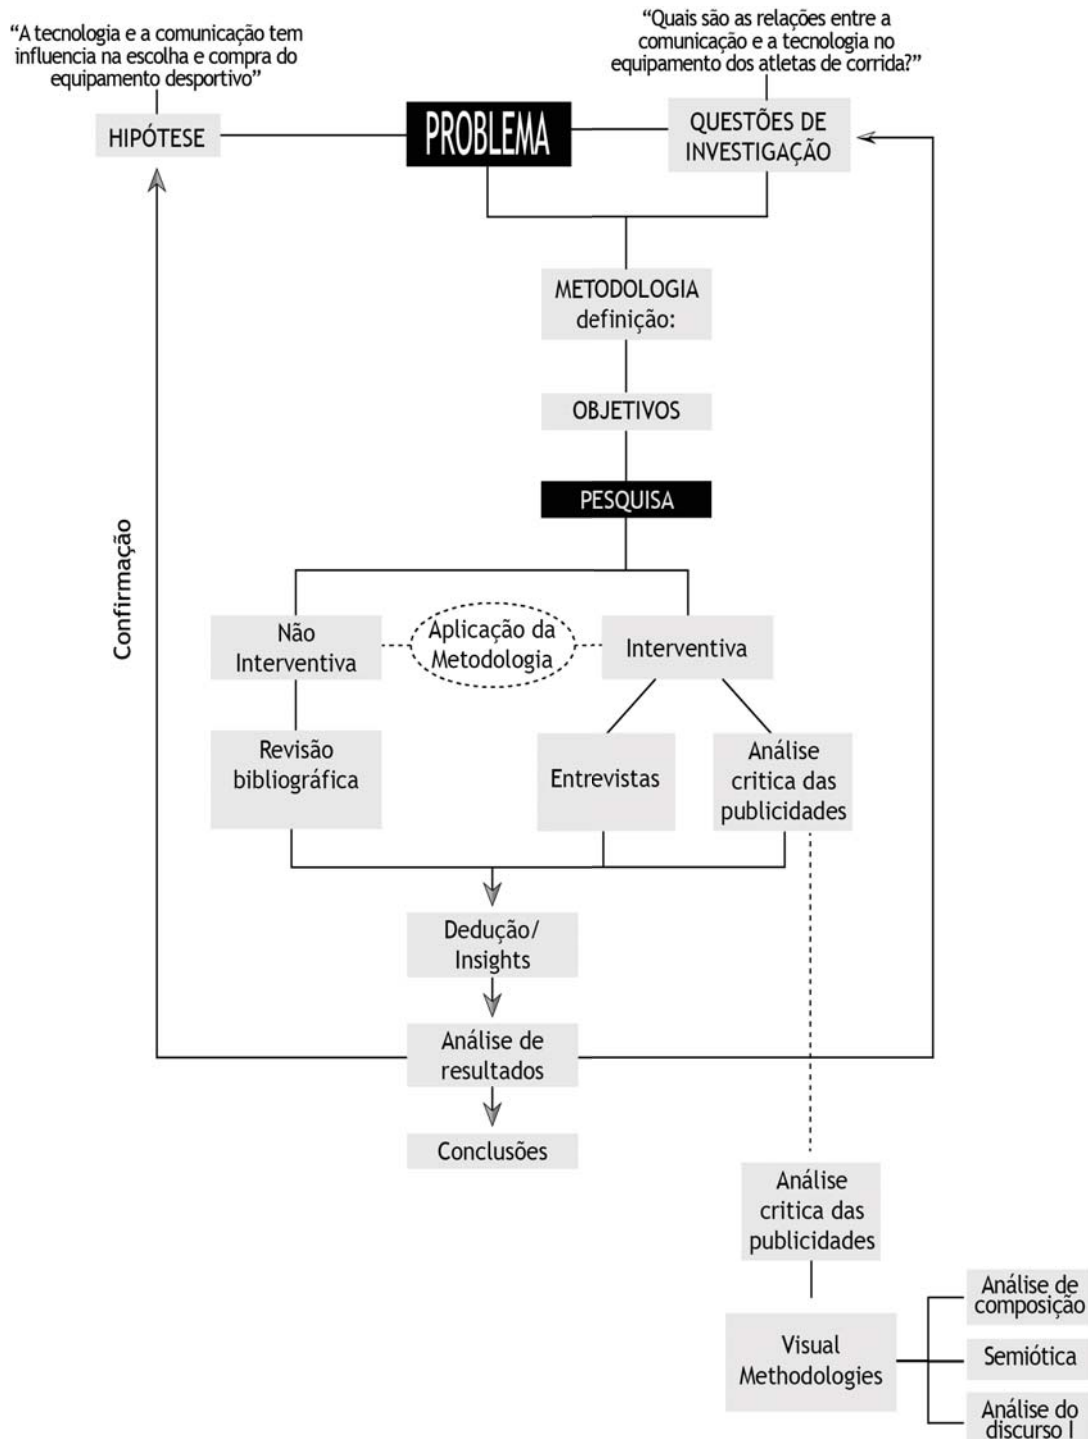 “A tecnologia e a comunicação tem
influencia na escolha e compra do
equipamento desportivo”
“Quais são as relações entre a
comunicação e a tecnologia no
equipamento dos atletas de corrida?”
HIPÓTESE
PROBLEMA
QUESTÕES DE
INVESTIGAÇÃO
METODOLOGIA
definição:
OBJETIVOS
PESQUISA
Confirmação
Não
Interventiva
Aplicação da
Metodologia
Interventiva
Revisão
bibliográfica
Entrevistas
Análise
critica das
publicidades
Dedução/
Insights
Análise de
resultados
Conclusões
Análise
critica das
publicidades
Visual
Methodologies
Análise de
composição
Semiótica
Análise do
discurso I